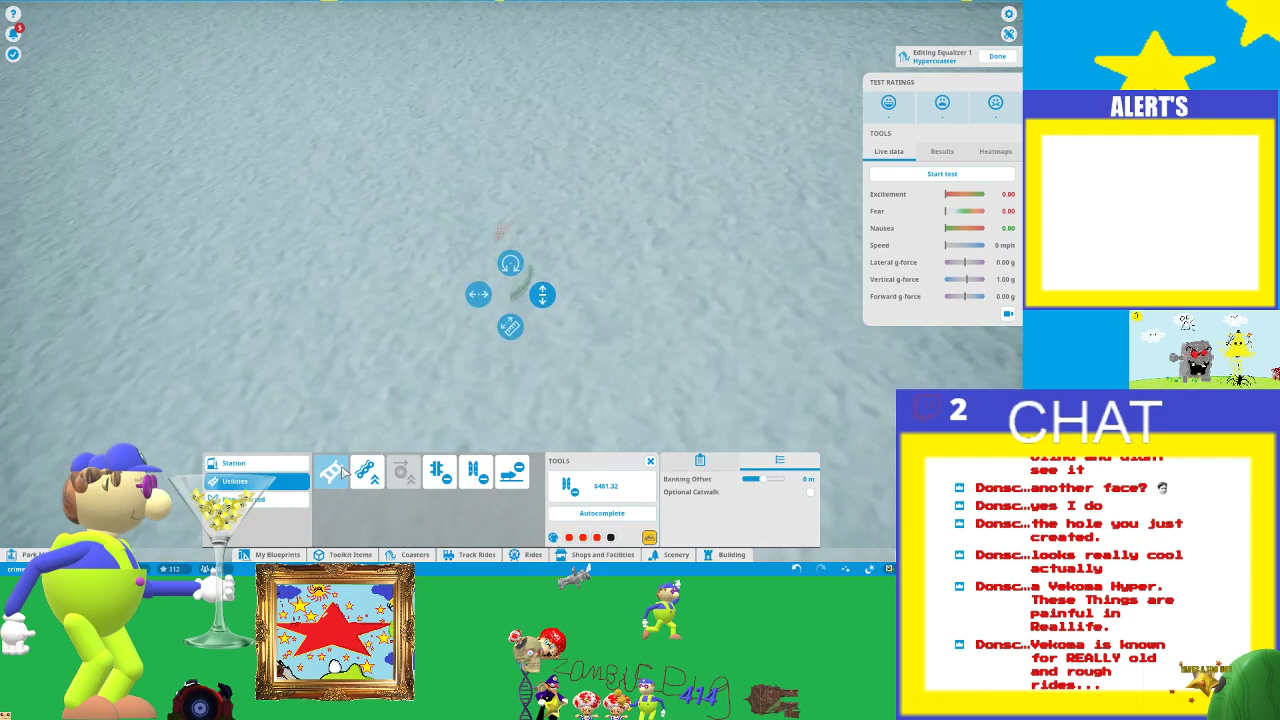 ?
5
Editing Equalizer 1
Hypercoaster
Done
TEST RATINGS
- - -
TOOLS
Live data Results Heatmaps
Start test
Excitement 0.00
Fear 0.00
Nausea 0.00
Speed 0 mph
Lateral g-force 0.00 g
Vertical g-force 1.00 g
Forward g-force 0.00 g
ALERT'S
2 CHAT
see it
Donsc...another face?
Donsc...yes I do
Donsc...the hole you just
created.
Donsc...looks really cool
actually
Donsc...a Vekoma Hyper.
These Things are
painful in
Reallife.
Donsc...Vekoma is known
for REALLY old
and rough
rides...
Station
Utilities
TOOLS
$481.32
Autocomplete
Banking Offset 0 m
Optional Catwalk
My Blueprints Toolkit Items Coasters Track Rides Rides Shops and Facilities Scenery Building
312
ZOMBIE Pig
414